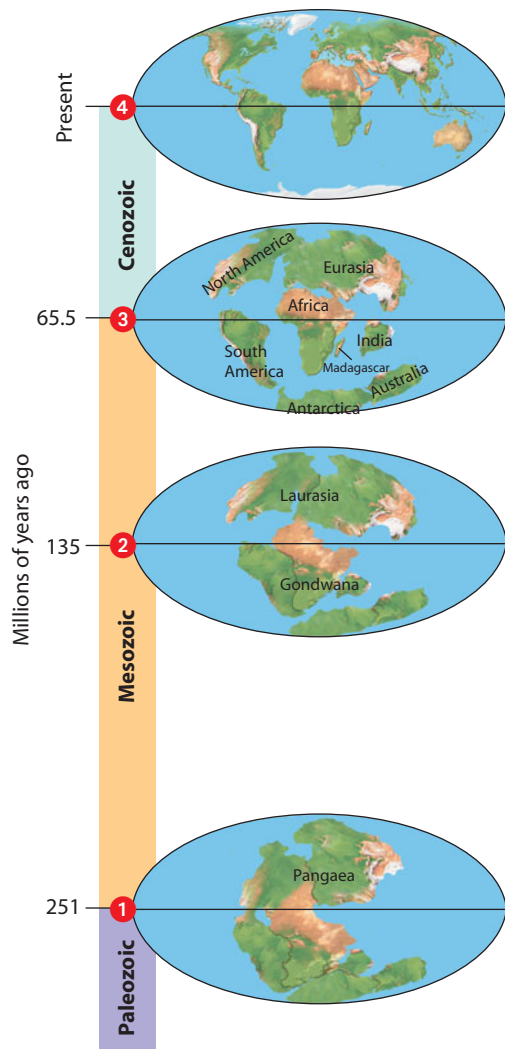 Present
4
Cenozoic
North America
Eurasia
Africa
65.5
3
India
South
America
Madagascar
Australia
Antarctica
Millions of years ago
Laurasia
135
2
Gondwana
Mesozoic
Pangaea
251
1
Paleozoic